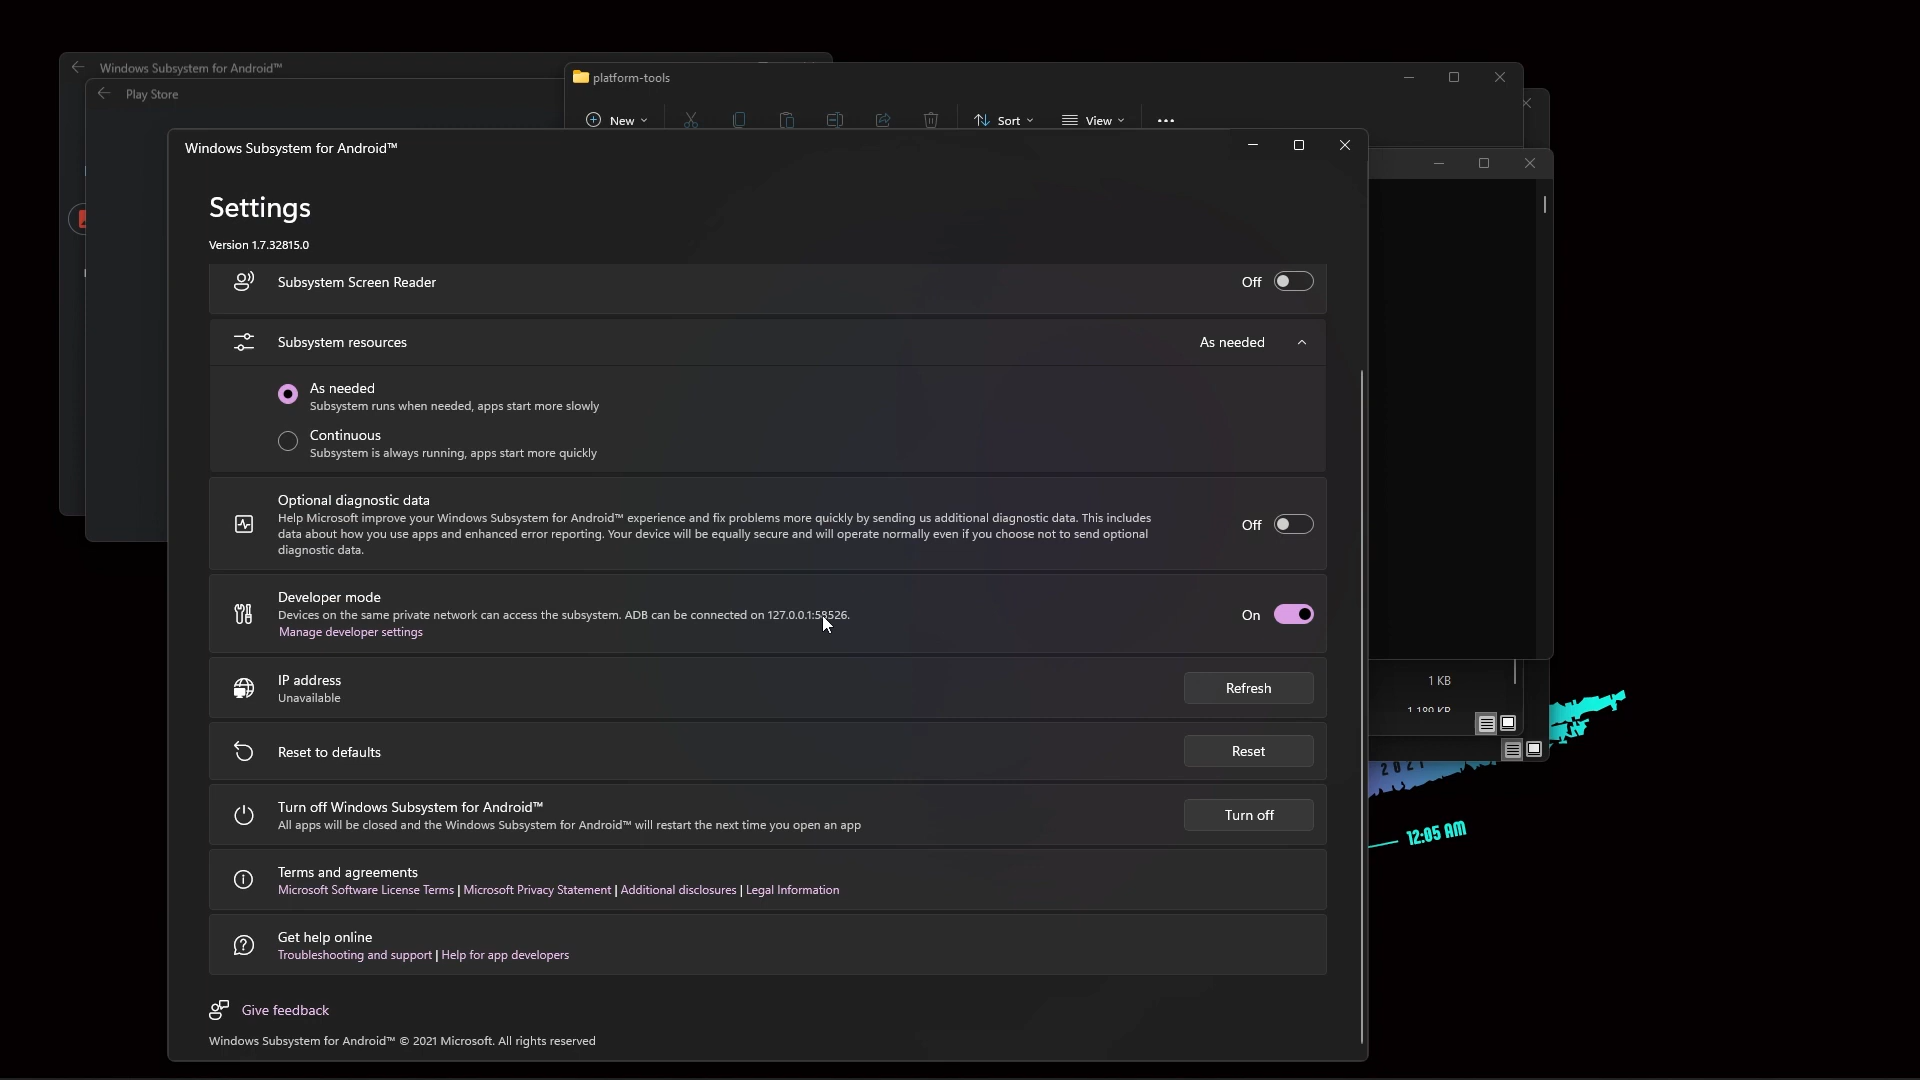 Windows Subsystem for Android™
Play Store
platform-tools
New
Sort
View
Windows Subsystem for Android™
Settings
Version 1.7.32815.0
Subsystem Screen Reader
Off
Subsystem resources
As needed
As needed
Subsystem runs when needed, apps start more slowly
Continuous
Subsystem is always running, apps start more quickly
Optional diagnostic data
Help Microsoft improve your Windows Subsystem for Android™ experience and fix problems more quickly by sending us additional diagnostic data. This includes
data about how you use apps and enhanced error reporting. Your device will be equally secure and will operate normally even if you choose not to send optional
diagnostic data.
Off
Developer mode
Devices on the same private network can access the subsystem. ADB can be connected on 127.0.0.1:58526.
Manage developer settings
On
IP address
Unavailable
Refresh
Reset to defaults
Reset
Turn off Windows Subsystem for Android™
All apps will be closed and the Windows Subsystem for Android™ will restart the next time you open an app
Turn off
Terms and agreements
Microsoft Software License Terms | Microsoft Privacy Statement | Additional disclosures | Legal Information
Get help online
Troubleshooting and support | Help for app developers
Give feedback
Windows Subsystem for Android™ © 2021 Microsoft. All rights reserved
1 KB
2021
12:05 AM